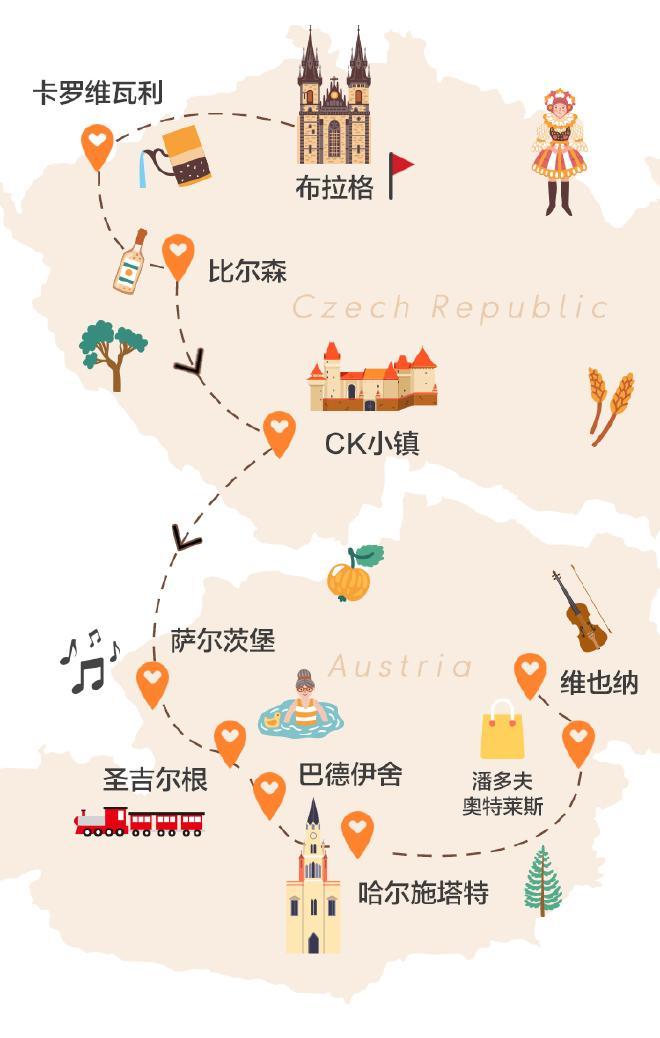 卡罗维瓦利
布拉格
比尔森
Czech Republic
CK小镇
萨尔茨堡
Austria
维也纳
圣吉尔根
巴德伊舍
潘多夫
奥特莱斯
哈尔施塔特